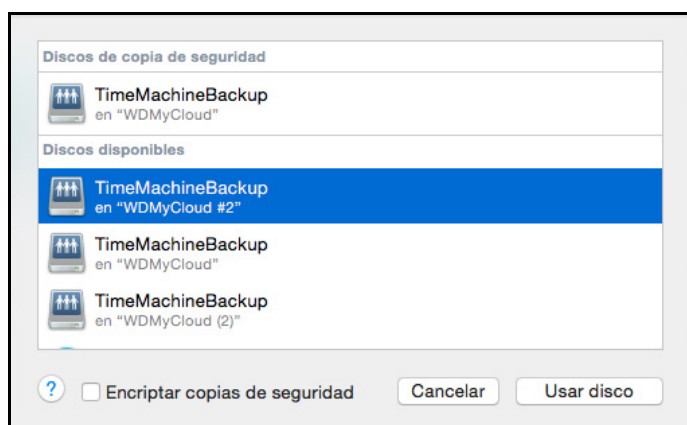 Discos de copia de seguridad
TimeMachineBackup
en “WDMyCloud”
Discos disponibles
TimeMachineBackup
en “WDMyCloud #2”
TimeMachineBackup
en “WDMyCloud”
TimeMachineBackup
en “WDMyCloud (2)”
? Encriptar copias de seguridad Cancelar Usar disco